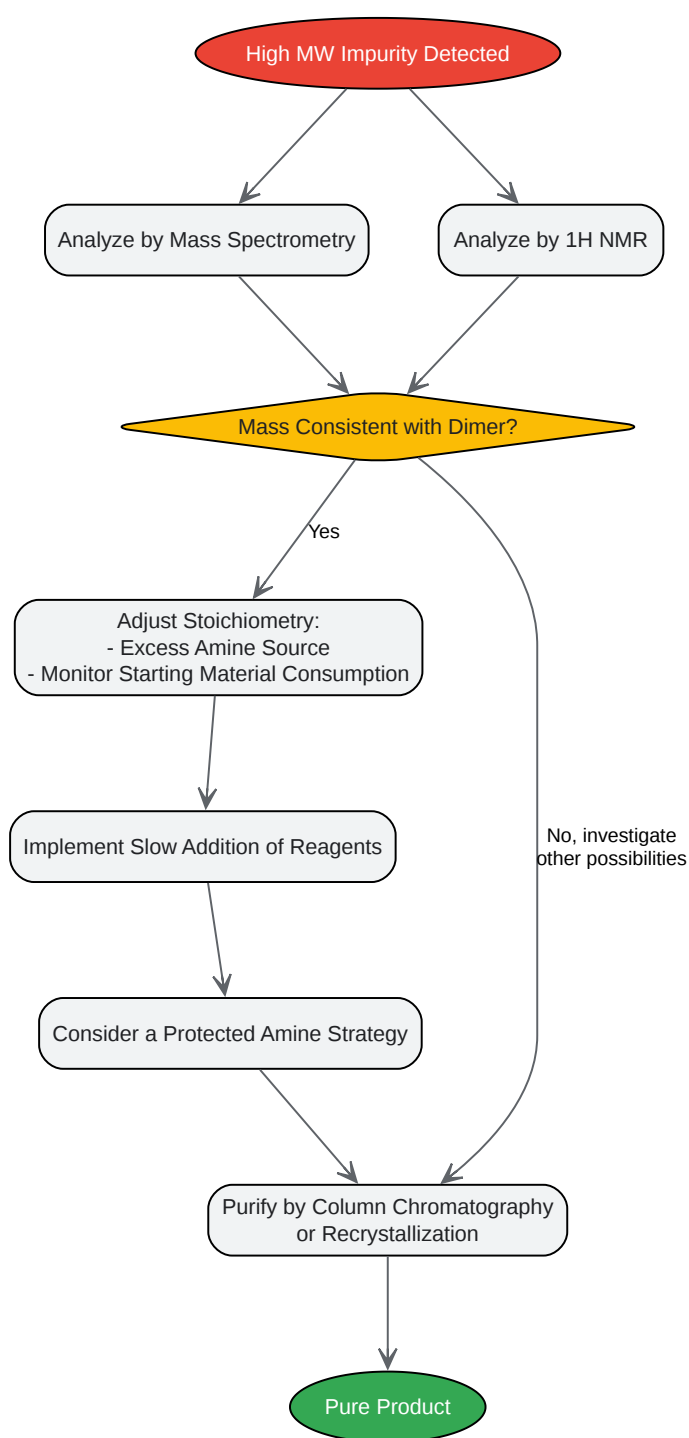 High MW Impurity Detected
Analyze by Mass Spectrometry
Analyze by 1H NMR
Mass Consistent with Dimer?
Yes
Adjust Stoichiometry:
- Excess Amine Source
- Monitor Starting Material Consumption
Implement Slow Addition of Reagents
No, investigate
other possibilities
Consider a Protected Amine Strategy
Purify by Column Chromatography
or Recrystallization
Pure Product